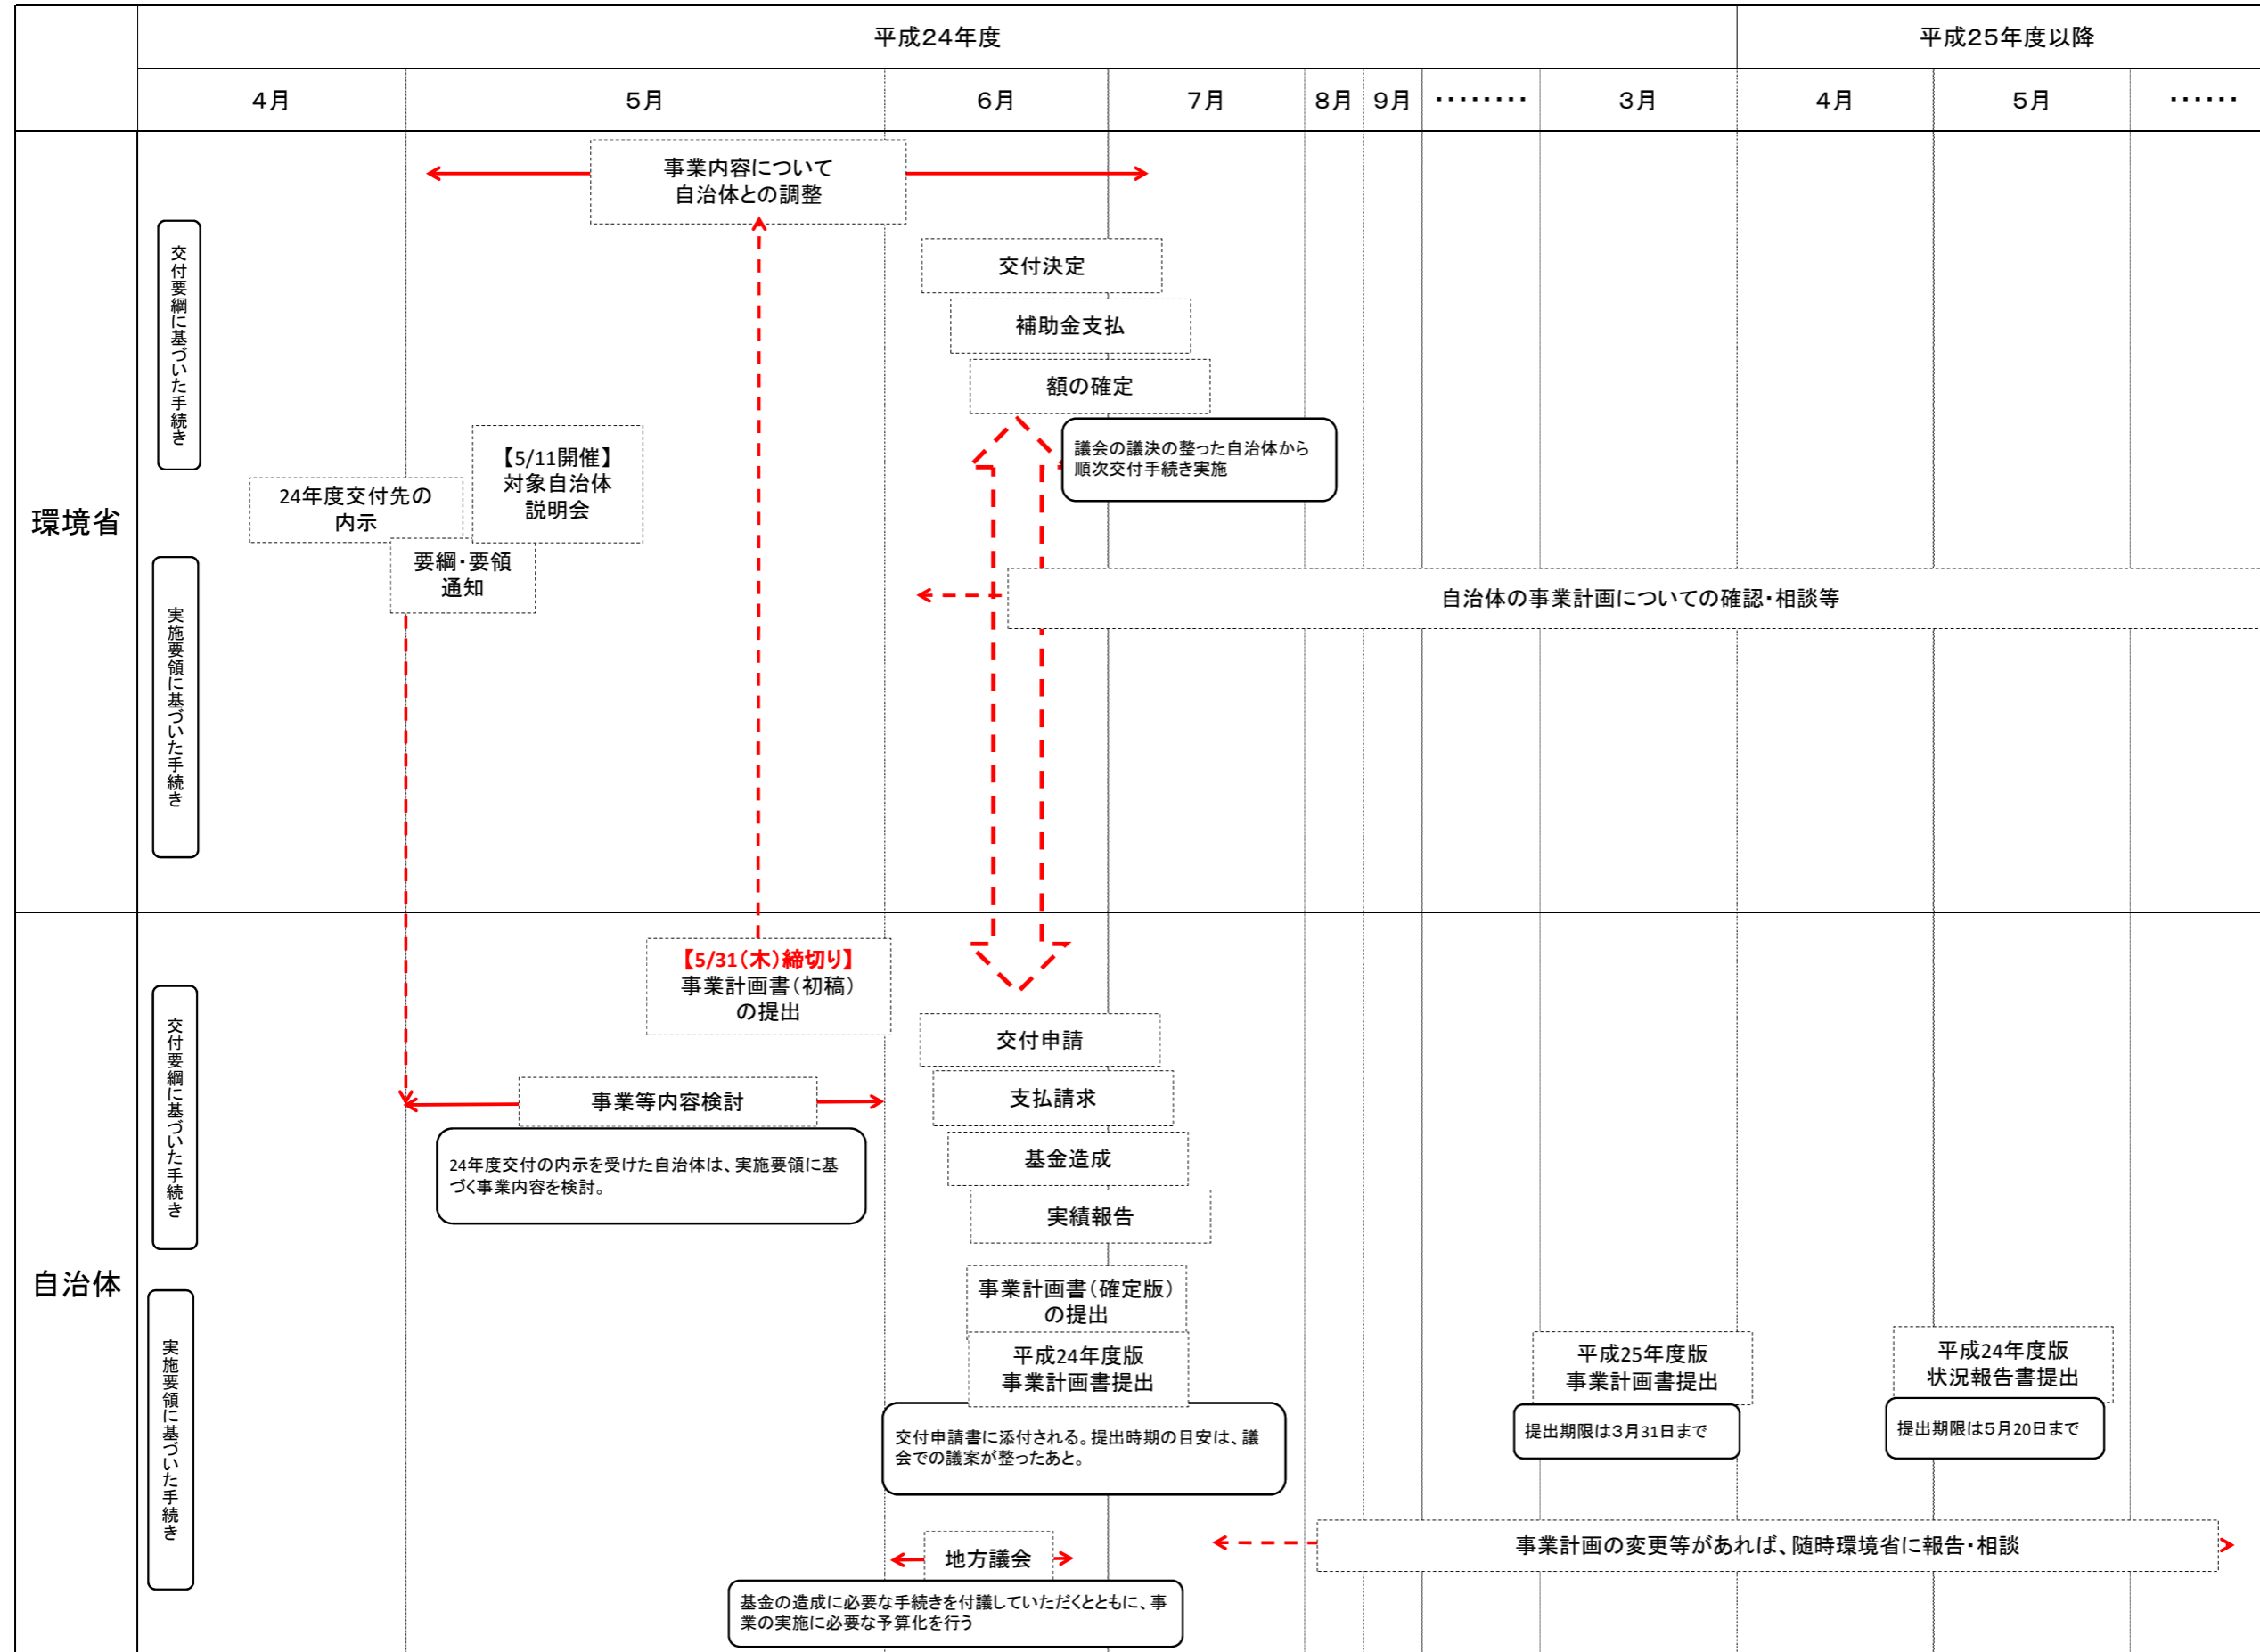 平成24年度
平成25年度以降
4月
5月
6月
7月
8月
9月
‥‥‥‥
3月
4月
5月
‥‥‥
環境省
交付要綱に基づいた手続き
実施要領に基づいた手続き
事業内容について
自治体との調整
交付決定
補助金支払
額の確定
議会の議決の整った自治体から
順次交付手続き実施
【5/11開催】
対象自治体
説明会
24年度交付先の
内示
要綱・要領
通知
自治体の事業計画についての確認・相談等
自治体
交付要綱に基づいた手続き
実施要領に基づいた手続き
【5/31(木)締切り】
事業計画書(初稿)
の提出
交付申請
支払請求
基金造成
実績報告
事業等内容検討
24年度交付の内示を受けた自治体は、実施要領に基
づく事業内容を検討。
事業計画書(確定版)
の提出
平成24年度版
事業計画書提出
交付申請書に添付される。提出時期の目安は、議
会での議案が整ったあと。
平成25年度版
事業計画書提出
提出期限は3月31日まで
平成24年度版
状況報告書提出
提出期限は5月20日まで
事業計画の変更等があれば、随時環境省に報告・相談
地方議会
基金の造成に必要な手続きを付議していただくとともに、事
業の実施に必要な予算化を行う